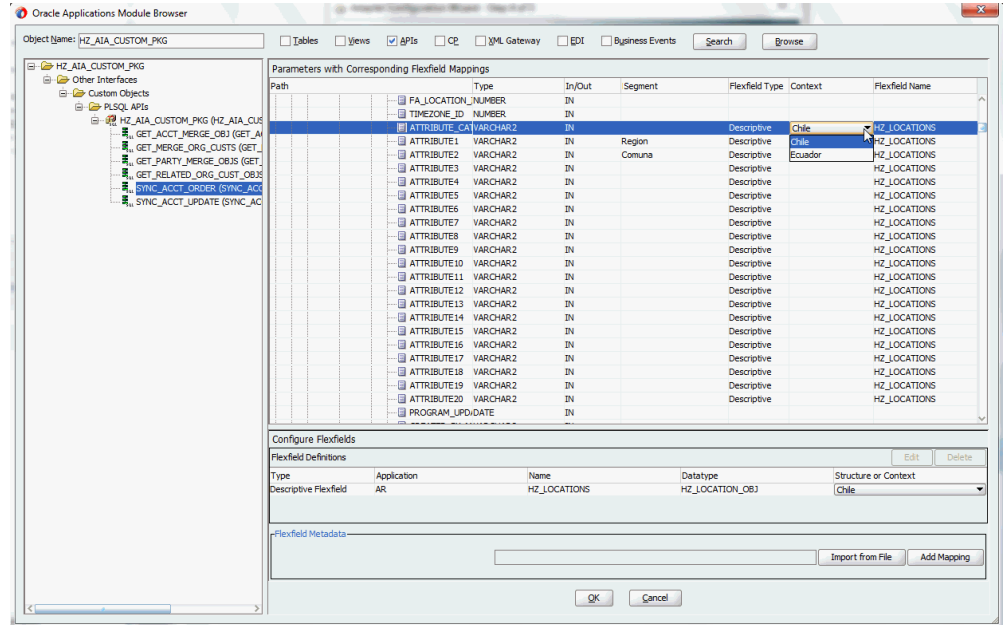 Oracle Applications Module Browser
Object Name: HZ_AIA_CUSTOM_PKG Tables Views APIs CP XML Gateway EDI Business Events Search Browse
HZ_AIA_CUSTOM_PKG
Other Interfaces
Custom Objects
PLSQL APIs
HZ_AIA_CUSTOM_PKG (HZ_AIA_CUS
GET_ACCT_MERGE_OBJ (GET_A
GET_MERGE_ORG_CUSTS (GET_
GET_PARTY_MERGE_OBJS (GET_
GET_RELATED_ORG_CUST_OBJS
SYNC_ACCT_ORDER (SYNC_ACC
SYNC_ACCT_UPDATE (SYNC_AC
Parameters with Corresponding Flexfield Mappings
Path Type In/Out Segment Flexfield Type Context Flexfield Name
FA_LOCATION_ NUMBER IN
TIMEZONE_ID NUMBER IN
ATTRIBUTE_CAT VARCHAR2 IN Descriptive Chile HZ_LOCATIONS
ATTRIBUTE1 VARCHAR2 IN Region Descriptive Chile HZ_LOCATIONS
ATTRIBUTE2 VARCHAR2 IN Comuna Descriptive Ecuador HZ_LOCATIONS
ATTRIBUTE3 VARCHAR2 IN Descriptive HZ_LOCATIONS
ATTRIBUTE4 VARCHAR2 IN Descriptive HZ_LOCATIONS
ATTRIBUTE5 VARCHAR2 IN Descriptive HZ_LOCATIONS
ATTRIBUTE6 VARCHAR2 IN Descriptive HZ_LOCATIONS
ATTRIBUTE7 VARCHAR2 IN Descriptive HZ_LOCATIONS
ATTRIBUTE8 VARCHAR2 IN Descriptive HZ_LOCATIONS
ATTRIBUTE9 VARCHAR2 IN Descriptive HZ_LOCATIONS
ATTRIBUTE10 VARCHAR2 IN Descriptive HZ_LOCATIONS
ATTRIBUTE11 VARCHAR2 IN Descriptive HZ_LOCATIONS
ATTRIBUTE12 VARCHAR2 IN Descriptive HZ_LOCATIONS
ATTRIBUTE13 VARCHAR2 IN Descriptive HZ_LOCATIONS
ATTRIBUTE14 VARCHAR2 IN Descriptive HZ_LOCATIONS
ATTRIBUTE15 VARCHAR2 IN Descriptive HZ_LOCATIONS
ATTRIBUTE16 VARCHAR2 IN Descriptive HZ_LOCATIONS
ATTRIBUTE17 VARCHAR2 IN Descriptive HZ_LOCATIONS
ATTRIBUTE18 VARCHAR2 IN Descriptive HZ_LOCATIONS
ATTRIBUTE19 VARCHAR2 IN Descriptive HZ_LOCATIONS
ATTRIBUTE20 VARCHAR2 IN Descriptive HZ_LOCATIONS
PROGRAM_UPD DATE IN
Configure Flexfields
Flexfield Definitions Edit Delete
Type Application Name Datatype Structure or Context
Descriptive Flexfield AR HZ_LOCATIONS HZ_LOCATION_OBJ Chile
Flexfield Metadata
Import from File Add Mapping
OK Cancel